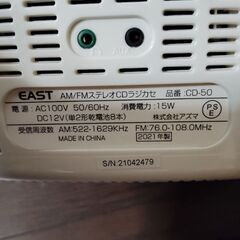 EAST AM/FMステレオCDラジカセ 品番:CD-50
電源:AC100V 50/60Hz 消費電力:15W
DC12V(単2形乾電池8本) 株式会社アズマ
PS
E
受信周波数 AM:522-1629KHz FM:76.0-108.0MHz
MADE IN CHINA 2021年製
S/N:21042479